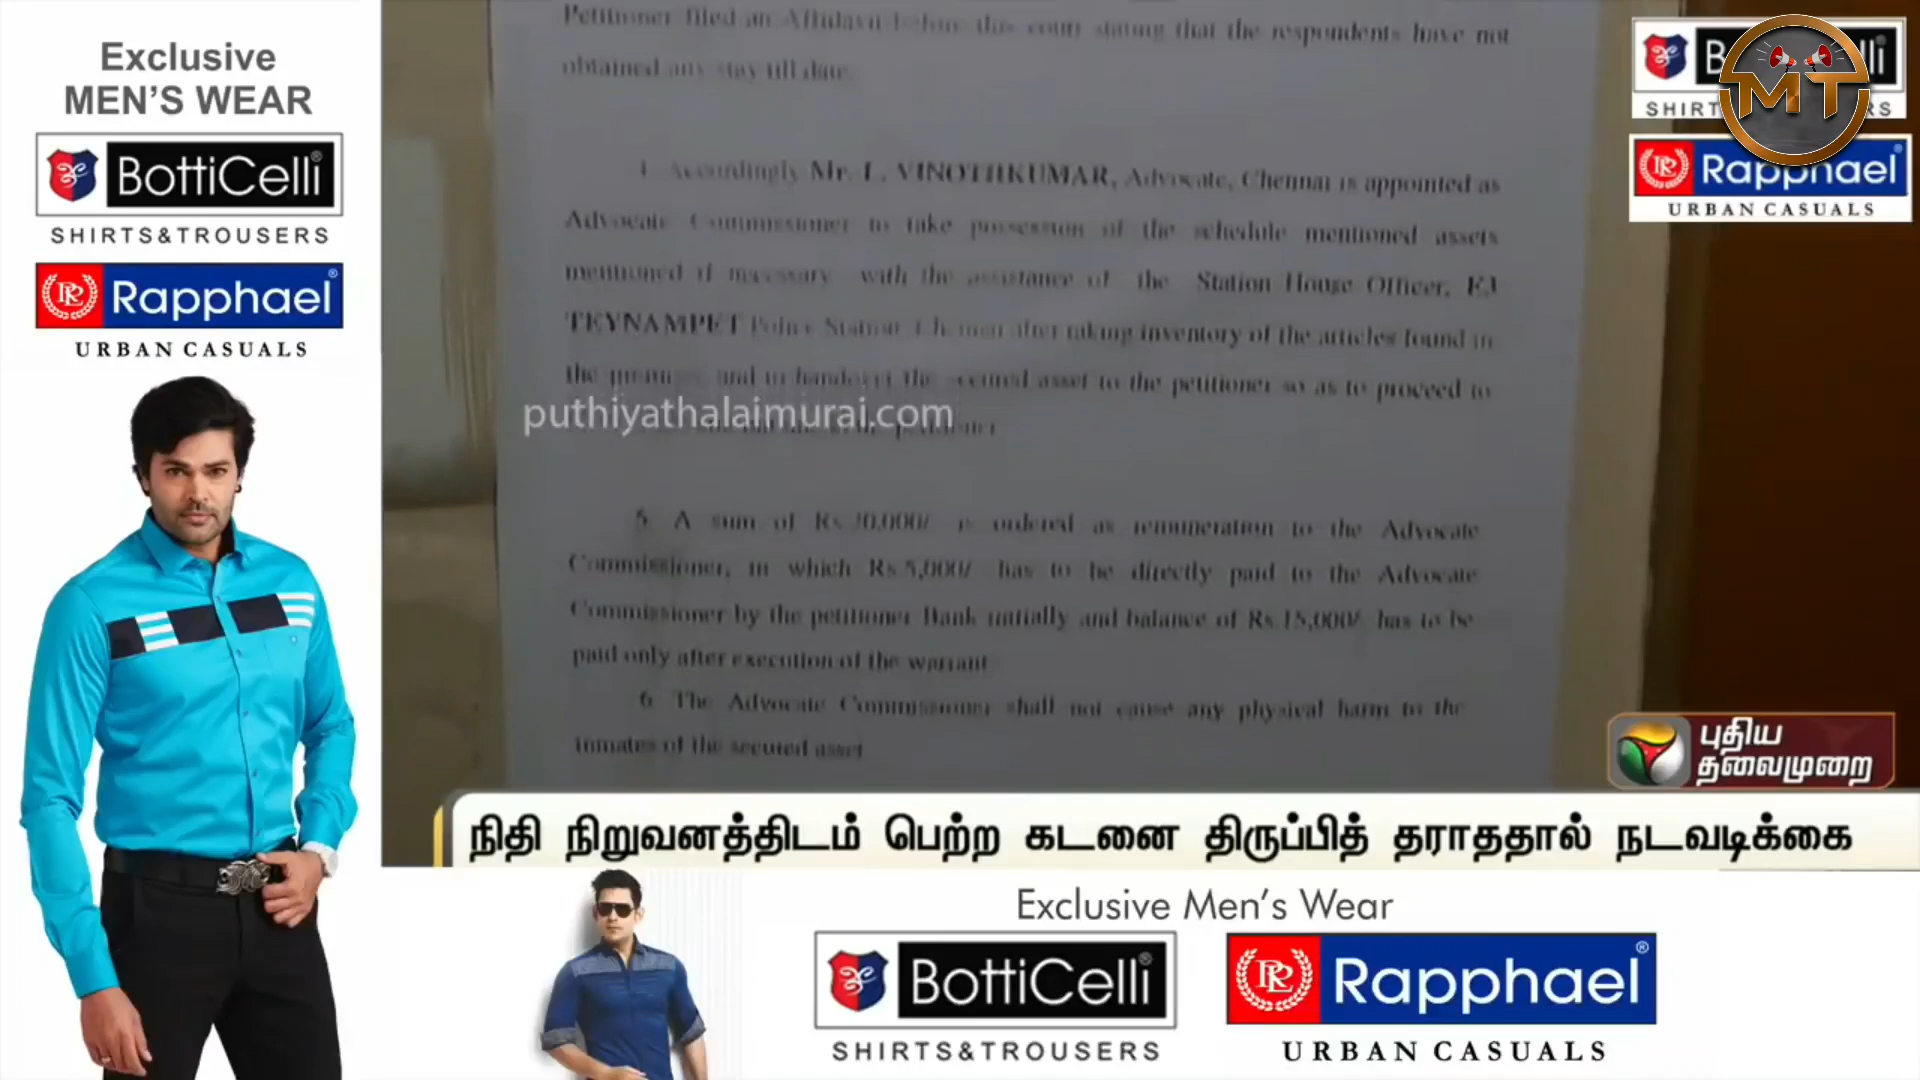 Exclusive
MEN'S WEAR
BottiCelli®
SHIRTS&TROUSERS
RL Rapphael®
URBAN CASUALS
Petitioner filed an Affidavit before this court stating that the respondents have not
obtained any stay till date.
Accordingly Mr. L. VINOTHKUMAR, Advocate, Chennai is appointed as
Advocate Commissioner to take possession of the schedule mentioned assets
mentioned if necessary with the assistance of the Station House Officer, E3
TEYNAMPET Police Station, Chennai after taking inventory of the articles found in
the premises and to handover the secured asset to the petitioner so as to proceed to
petitioner
puthiyathalaimurai.com
5. A sum of Rs.20,000/- is ordered as remuneration to the Advocate
Commissioner, in which Rs.5,000/- has to be directly paid to the Advocate
Commissioner by the petitioner Bank initially and balance of Rs.15,000/- has to be
paid only after execution of the warrant
6. The Advocate Commissioner shall not cause any physical harm to the
inmates of the secured asset
MT
SHIRT
RL Rapphael®
URBAN CASUALS
புதிய
தலைமுறை
நிதி நிறுவனத்திடம் பெற்ற கடனை திருப்பித் தராததால் நடவடிக்கை
Exclusive Men's Wear
BottiCelli®
SHIRTS&TROUSERS
RL Rapphael®
URBAN CASUALS